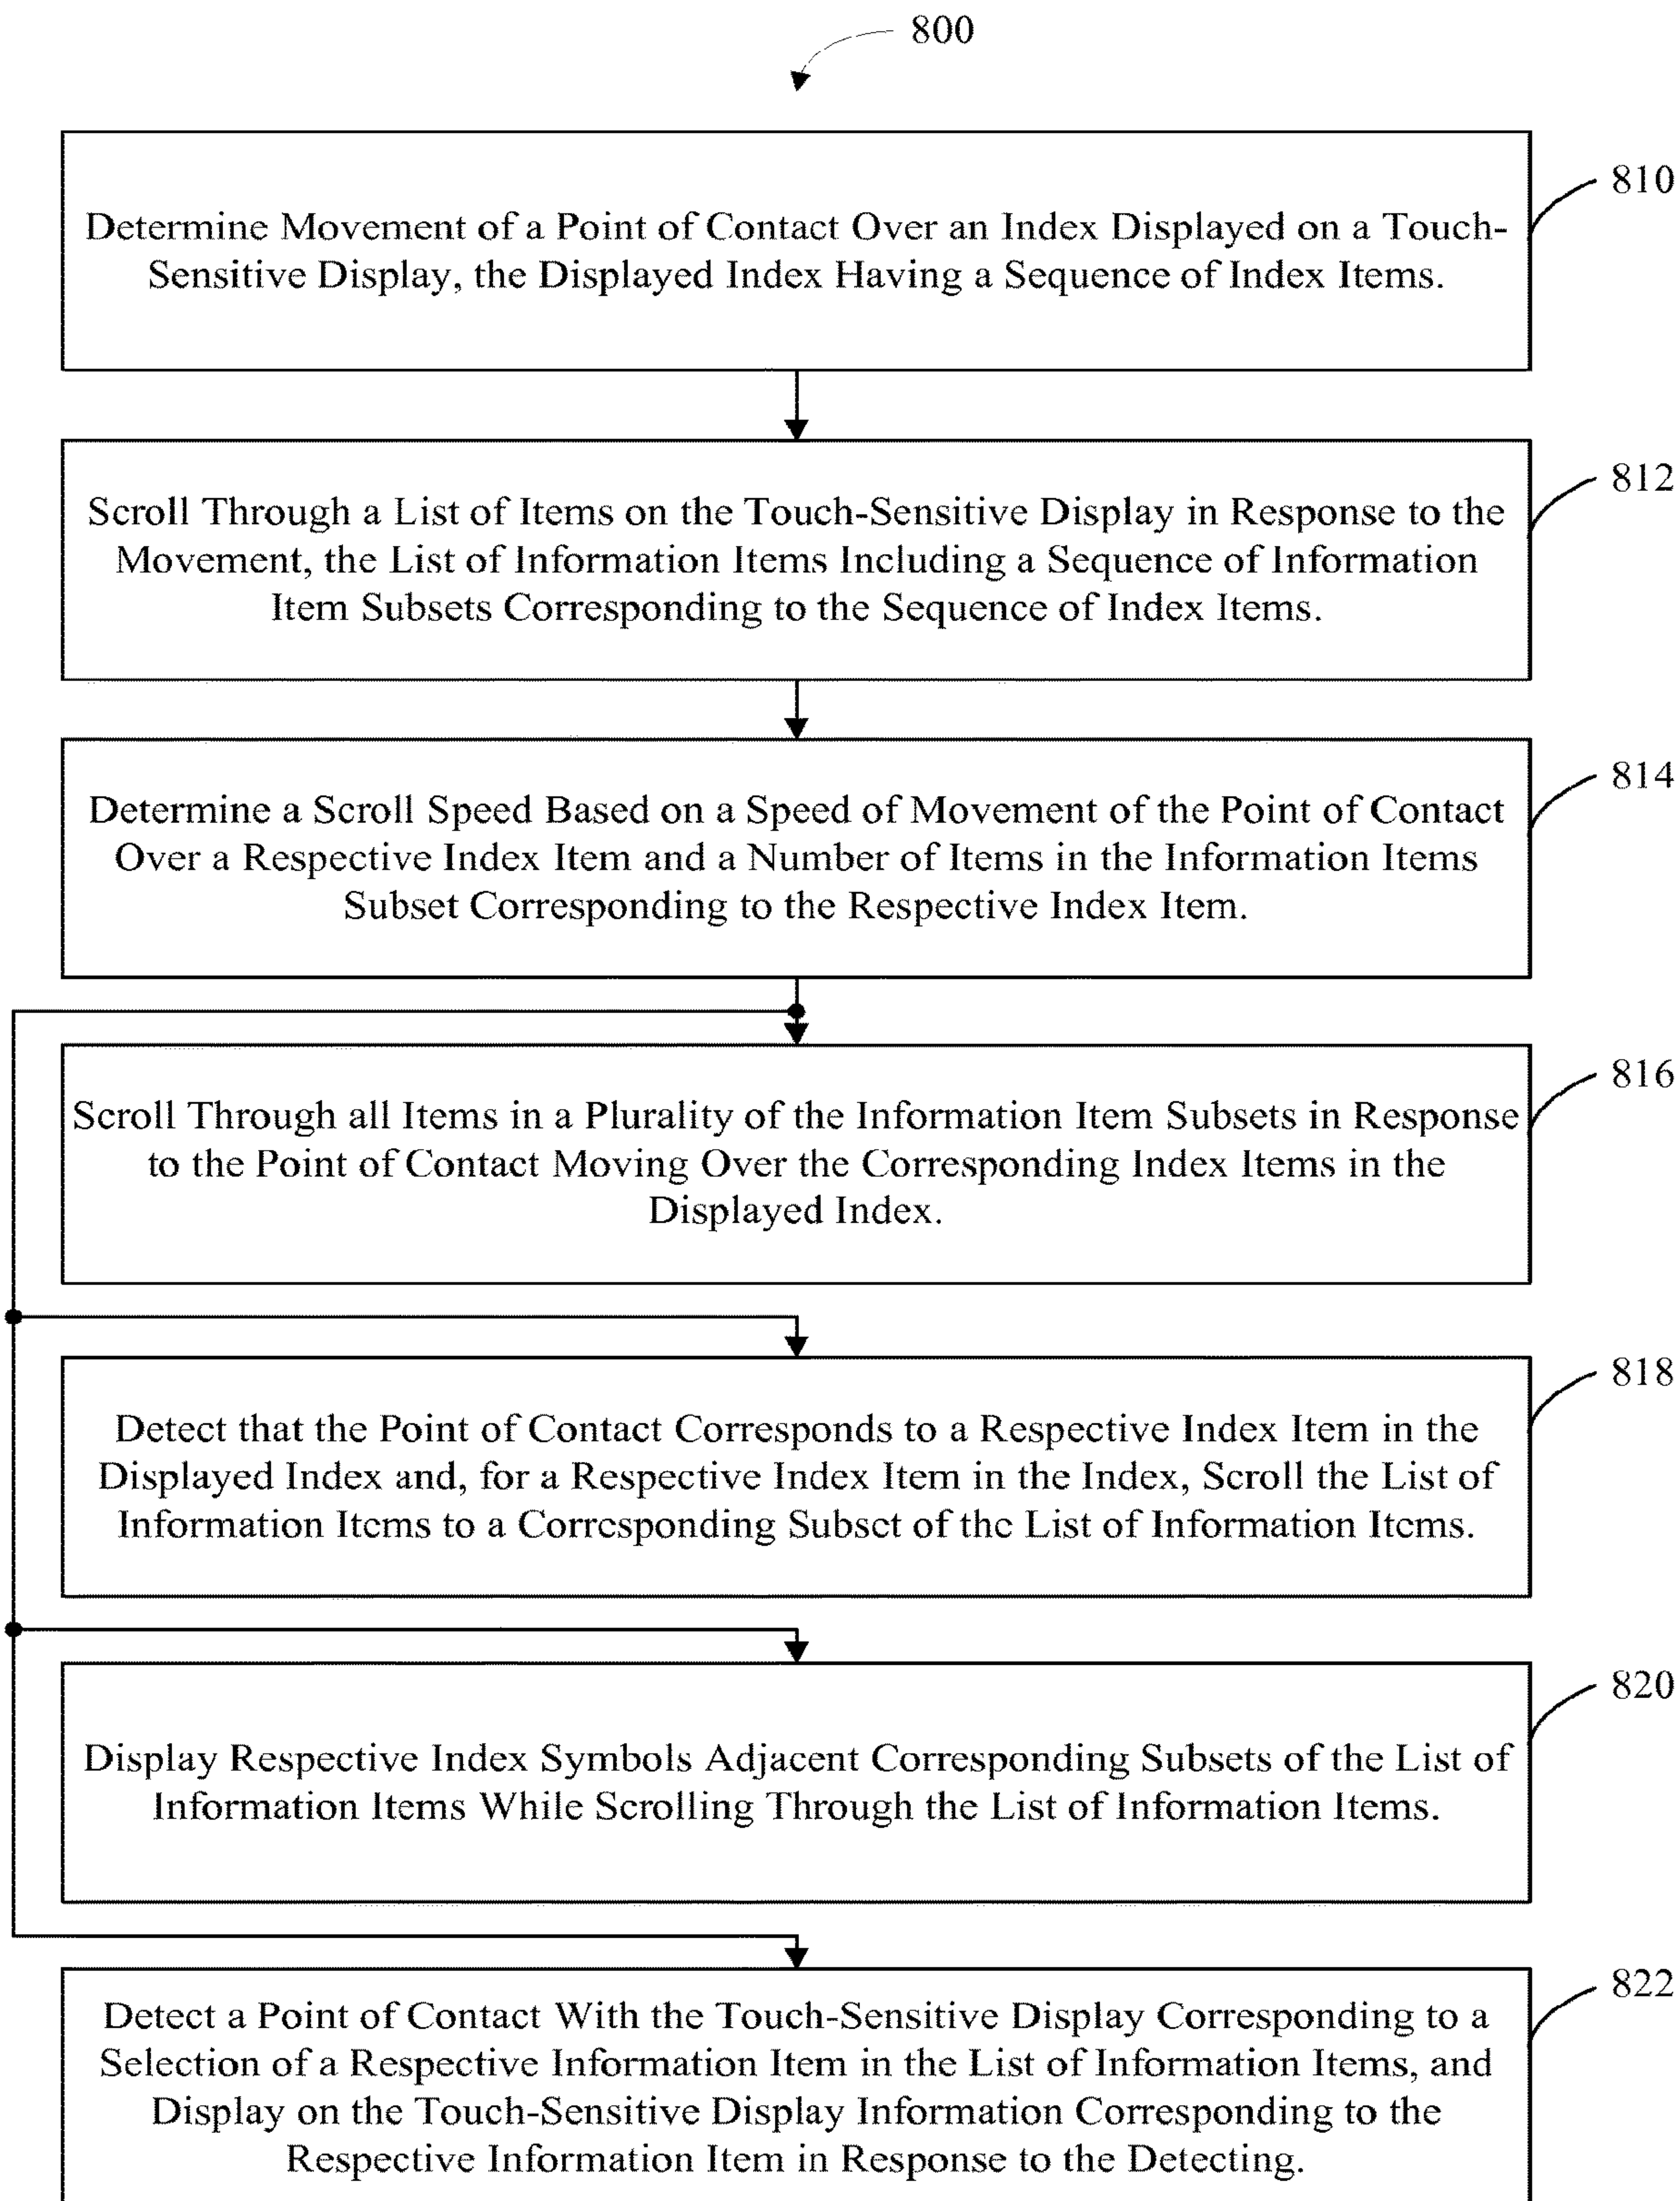 800
810
Determine Movement of a Point of Contact Over an Index Displayed on a Touch-
Sensitive Display, the Displayed Index Having a Sequence of Index Items.
812
Scroll Through a List of Items on the Touch-Sensitive Display in Response to the
Movement, the List of Information Items Including a Sequence of Information
Item Subsets Corresponding to the Sequence of Index Items.
814
Determine a Scroll Speed Based on a Speed of Movement of the Point of Contact
Over a Respective Index Item and a Number of Items in the Information Items
Subset Corresponding to the Respective Index Item.
816
Scroll Through all Items in a Plurality of the Information Item Subsets in Response
to the Point of Contact Moving Over the Corresponding Index Items in the
Displayed Index.
818
Detect that the Point of Contact Corresponds to a Respective Index Item in the
Displayed Index and, for a Respective Index Item in the Index, Scroll the List of
Information Items to a Corresponding Subset of the List of Information Items.
820
Display Respective Index Symbols Adjacent Corresponding Subsets of the List of
Information Items While Scrolling Through the List of Information Items.
822
Detect a Point of Contact With the Touch-Sensitive Display Corresponding to a
Selection of a Respective Information Item in the List of Information Items, and
Display on the Touch-Sensitive Display Information Corresponding to the
Respective Information Item in Response to the Detecting.